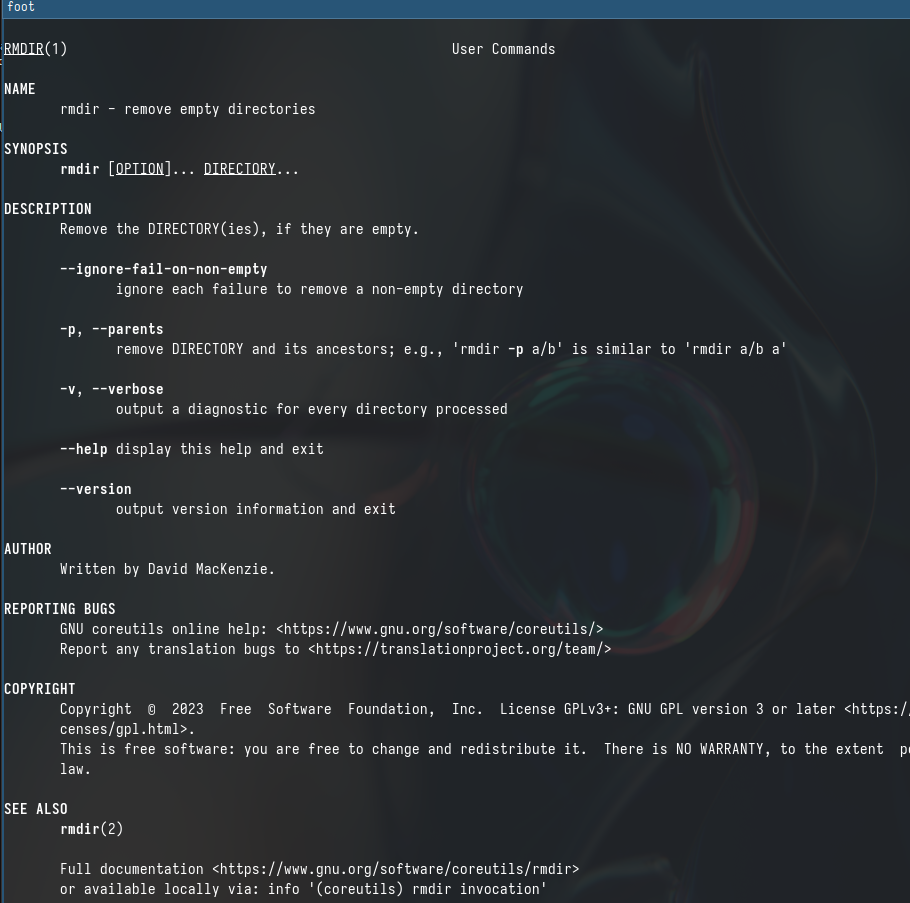 foot
RMDIR(1) User Commands
NAME
rmdir - remove empty directories
SYNOPSIS
rmdir [OPTION]... DIRECTORY...
DESCRIPTION
Remove the DIRECTORY(ies), if they are empty.
--ignore-fail-on-non-empty
ignore each failure to remove a non-empty directory
-p, --parents
remove DIRECTORY and its ancestors; e.g., 'rmdir -p a/b' is similar to 'rmdir a/b a'
-v, --verbose
output a diagnostic for every directory processed
--help display this help and exit
--version
output version information and exit
AUTHOR
Written by David MacKenzie.
REPORTING BUGS
GNU coreutils online help: <https://www.gnu.org/software/coreutils/>
Report any translation bugs to <https://translationproject.org/team/>
COPYRIGHT
Copyright © 2023 Free Software Foundation, Inc. License GPLv3+: GNU GPL version 3 or later <https:/
censes/gpl.html>.
This is free software: you are free to change and redistribute it. There is NO WARRANTY, to the extent
law.
SEE ALSO
rmdir(2)
Full documentation <https://www.gnu.org/software/coreutils/rmdir>
or available locally via: info '(coreutils) rmdir invocation'